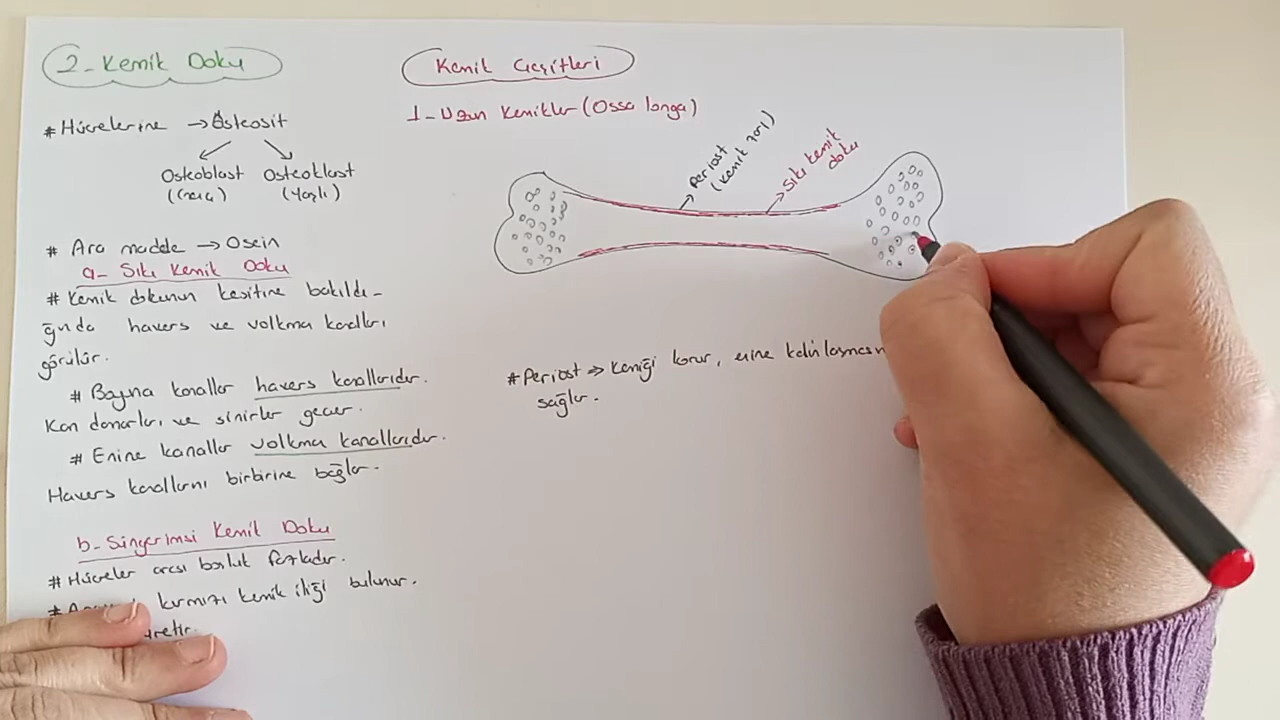 2- Kemik Doku
# Hücrelerine → Osteosit
Osteoblast Osteoklast
(Genç) (Yaşlı)
# Ara madde → Osein
a- Sıkı Kemik Doku
# Kemik dokunun kesitine bakıldı-
ğında havers ve volkman kanalları
görülür.
# Boyuna kanallar havers kanallarıdır.
Kan damarları ve sinirler geçer.
# Enine kanallar volkman kanallarıdır.
Havers kanallarını birbirine bağlar.
b- Süngerimsi Kemik Doku
# Hücreler arası boşluk fazladır.
kırmızı kemik iliği bulunur.
Kemik Çeşitleri
1- Uzun Kemikler (Ossa longa)
Periost
(Kemik zarı)
Sıkı kemik
doku
# Periost → Kemiği korur, enine kalınlaşmasın
sağlar.